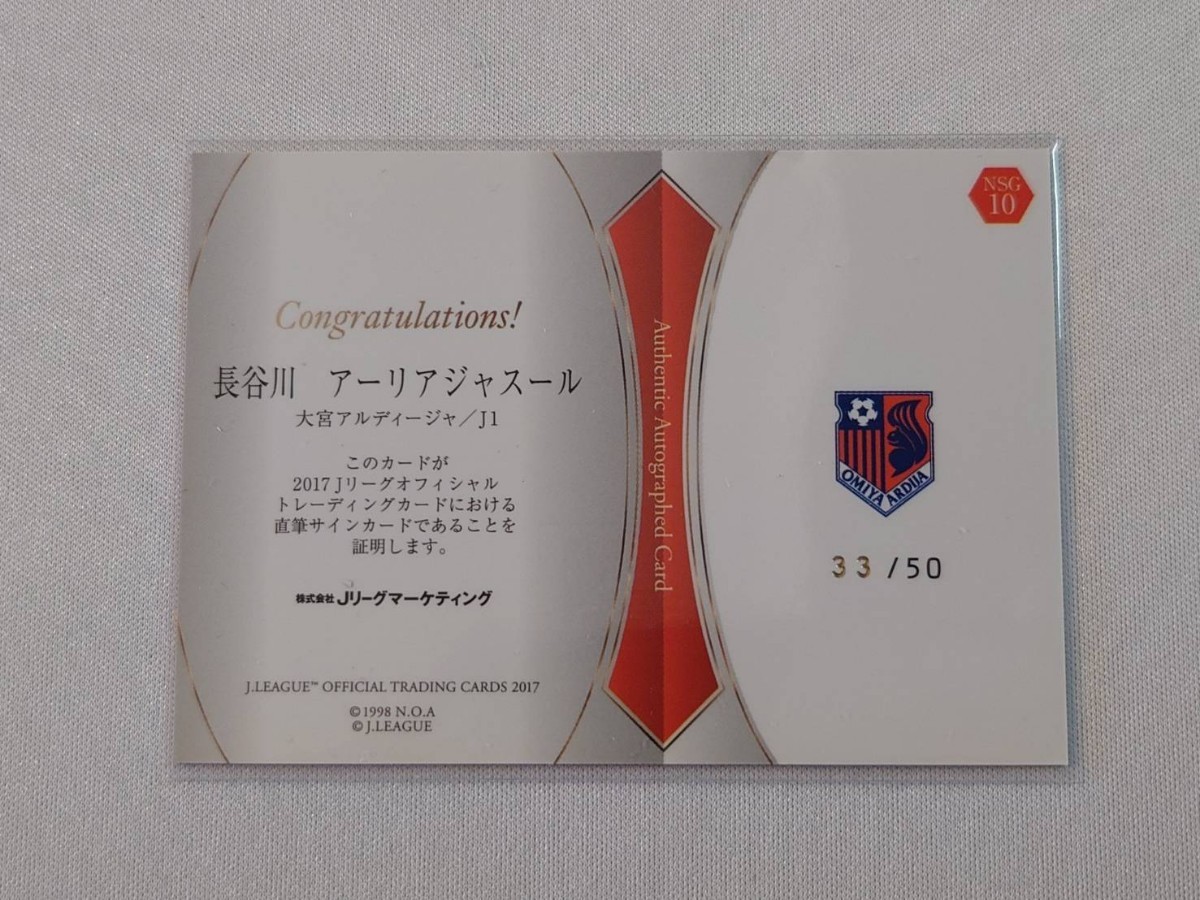 Congratulations!
長谷川　アーリアジャスール
大宮アルディージャ／J1
このカードが
2017 Jリーグオフィシャル
トレーディングカードにおける
直筆サインカードであることを
証明します。
株式会社 Jリーグマーケティング
J.LEAGUE™ OFFICIAL TRADING CARDS 2017
©1998 N.O.A
© J.LEAGUE
Authentic Autographed Card
NSG
10
OMIYA ARDIJA
33 /50